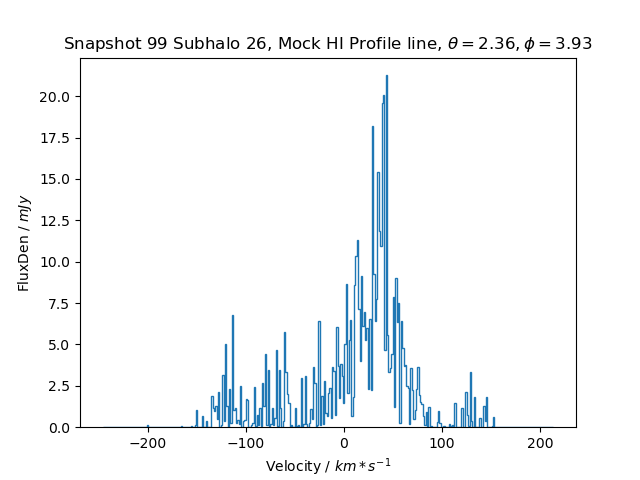 Snapshot 99 Subhalo 26, Mock HI Profile line, θ = 2.36, ϕ = 3.93
20.0
17.5
15.0
12.5
10.0
7.5
5.0
2.5
0.0
FluxDen / mJy
−200 −100 0 100 200
Velocity / km * s⁻¹